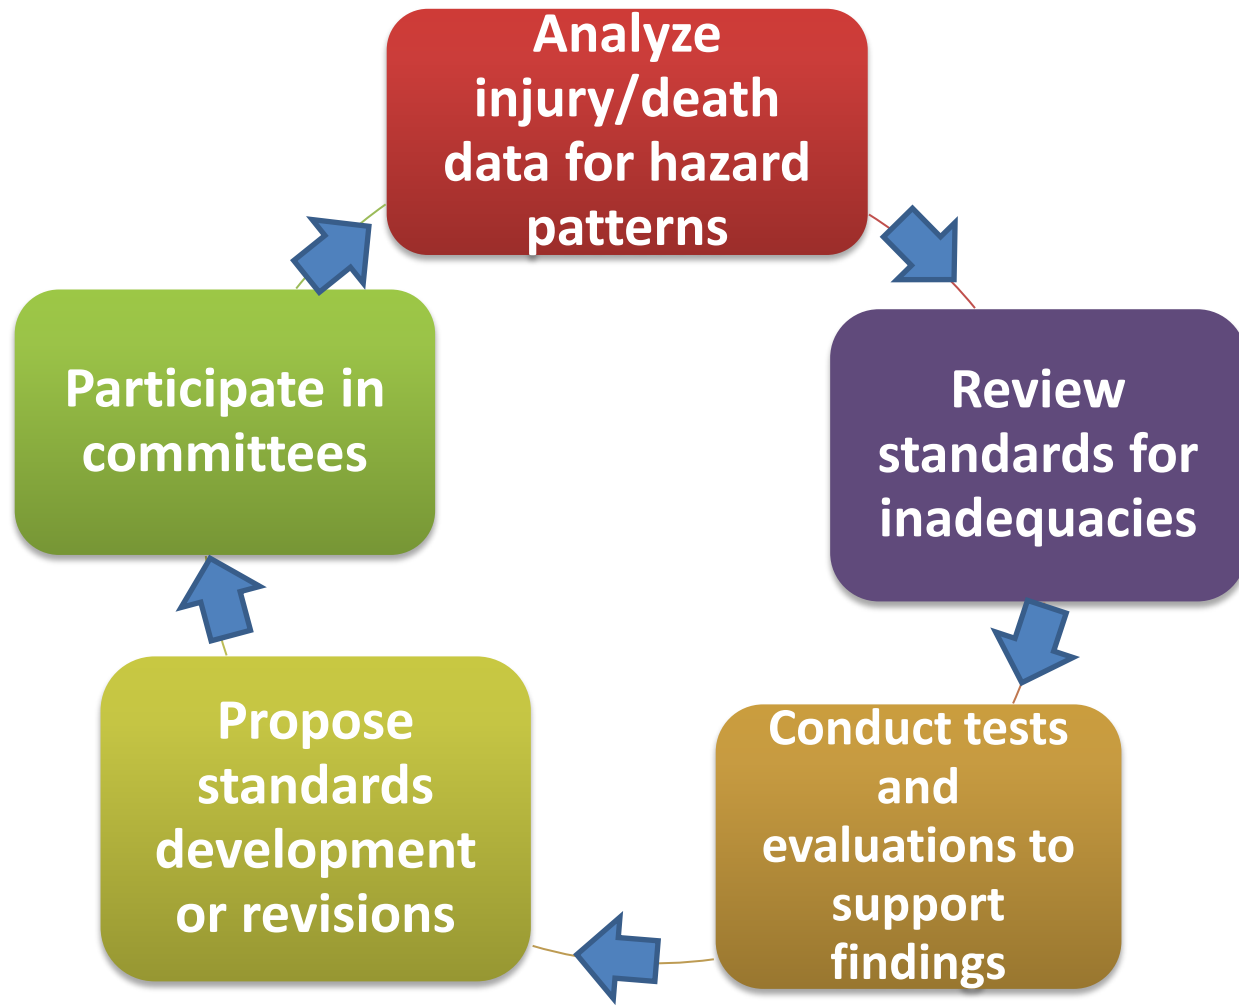 Analyze
injury/death
data for hazard
patterns
Review
standards for
inadequacies
Conduct tests
and
evaluations to
support
findings
Propose
standards
development
or revisions
Participate in
committees